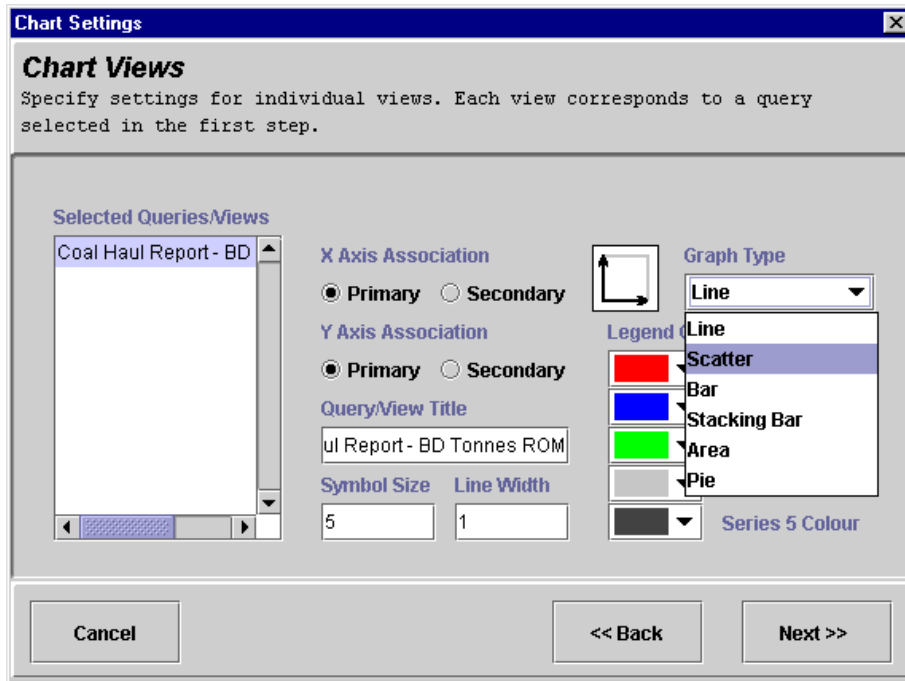 Chart Settings
Chart Views
Specify settings for individual views. Each view corresponds to a query
selected in the first step.
Selected Queries/Views
Coal Haul Report - BD
X Axis Association
Primary Secondary
Y Axis Association
Primary Secondary
Query/View Title
ul Report - BD Tonnes ROM
Symbol Size Line Width
5 1
Graph Type
Line
Legend
Line
Scatter
Bar
Stacking Bar
Area
Pie
Series 5 Colour
Cancel
<< Back
Next >>